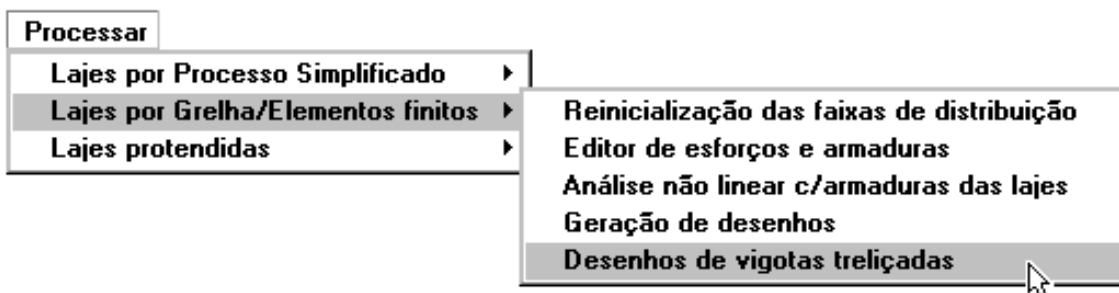 Processar
Lajes por Processo Simplificado
Lajes por Grelha/Elementos finitos
Lajes protendidas
Reinicialização das faixas de distribuição
Editor de esforços e armaduras
Análise não linear c/armaduras das lajes
Geração de desenhos
Desenhos de vigotas treliçadas